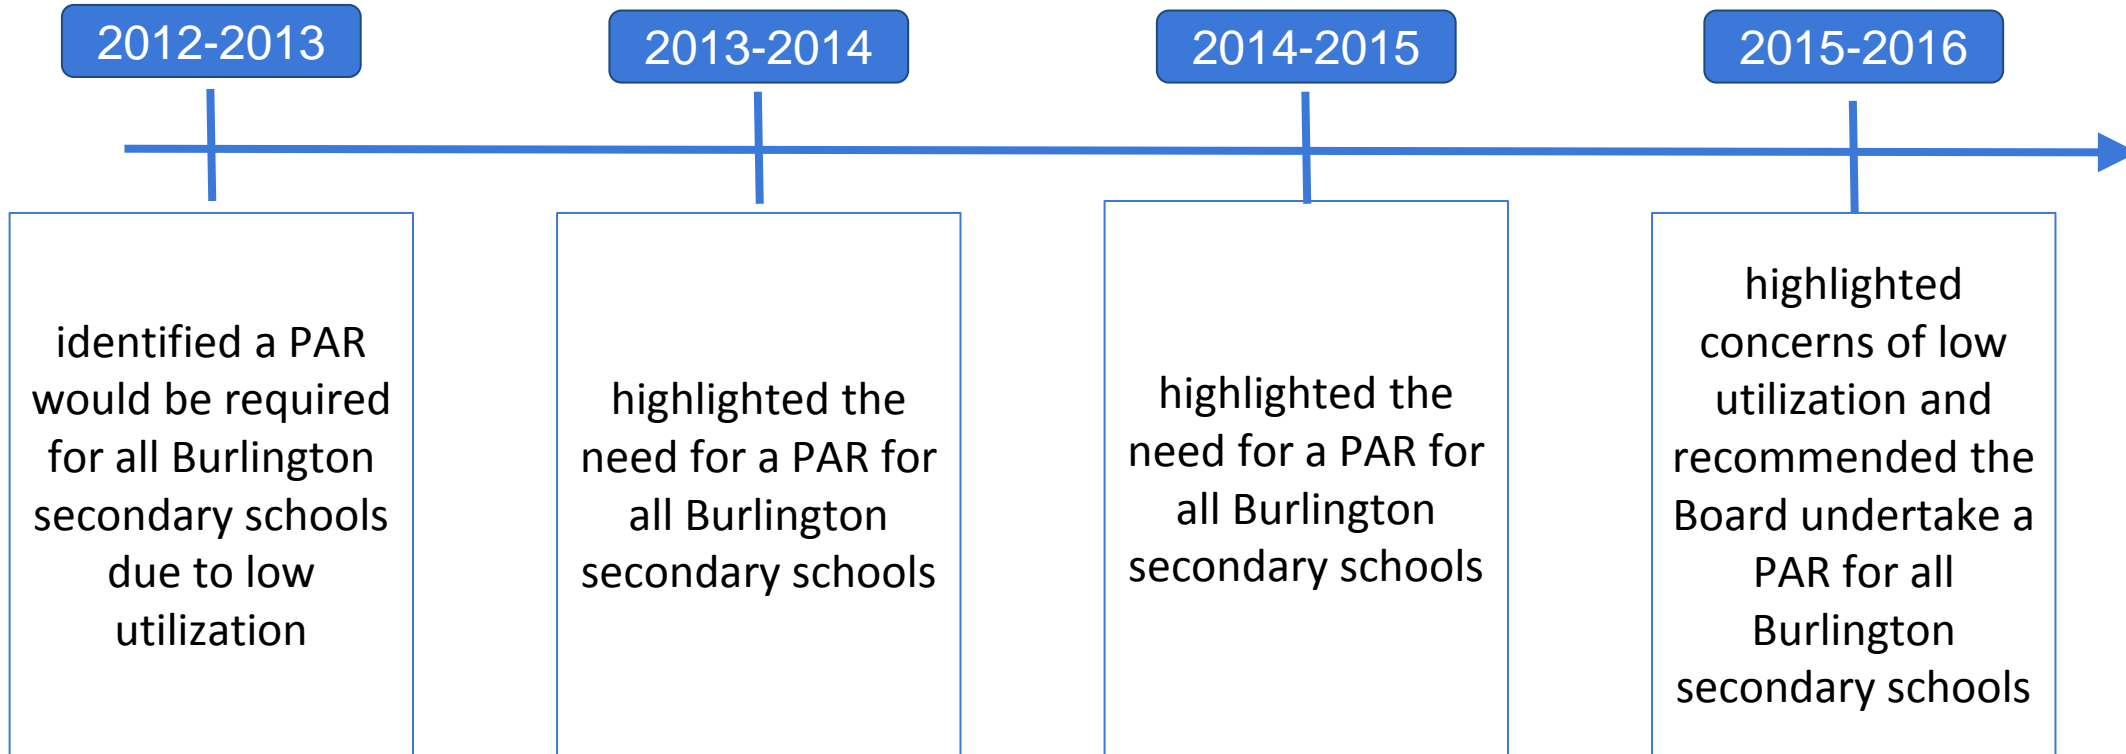 2012-2013
2013-2014
2014-2015
2015-2016
identified a PAR
would be required
for all Burlington
secondary schools
due to low
utilization
highlighted the
need for a PAR for
all Burlington
secondary schools
highlighted the
need for a PAR for
all Burlington
secondary schools
highlighted
concerns of low
utilization and
recommended the
Board undertake a
PAR for all
Burlington
secondary schools